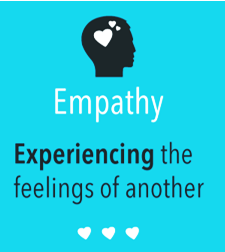 Empathy
Experiencing the
feelings of another